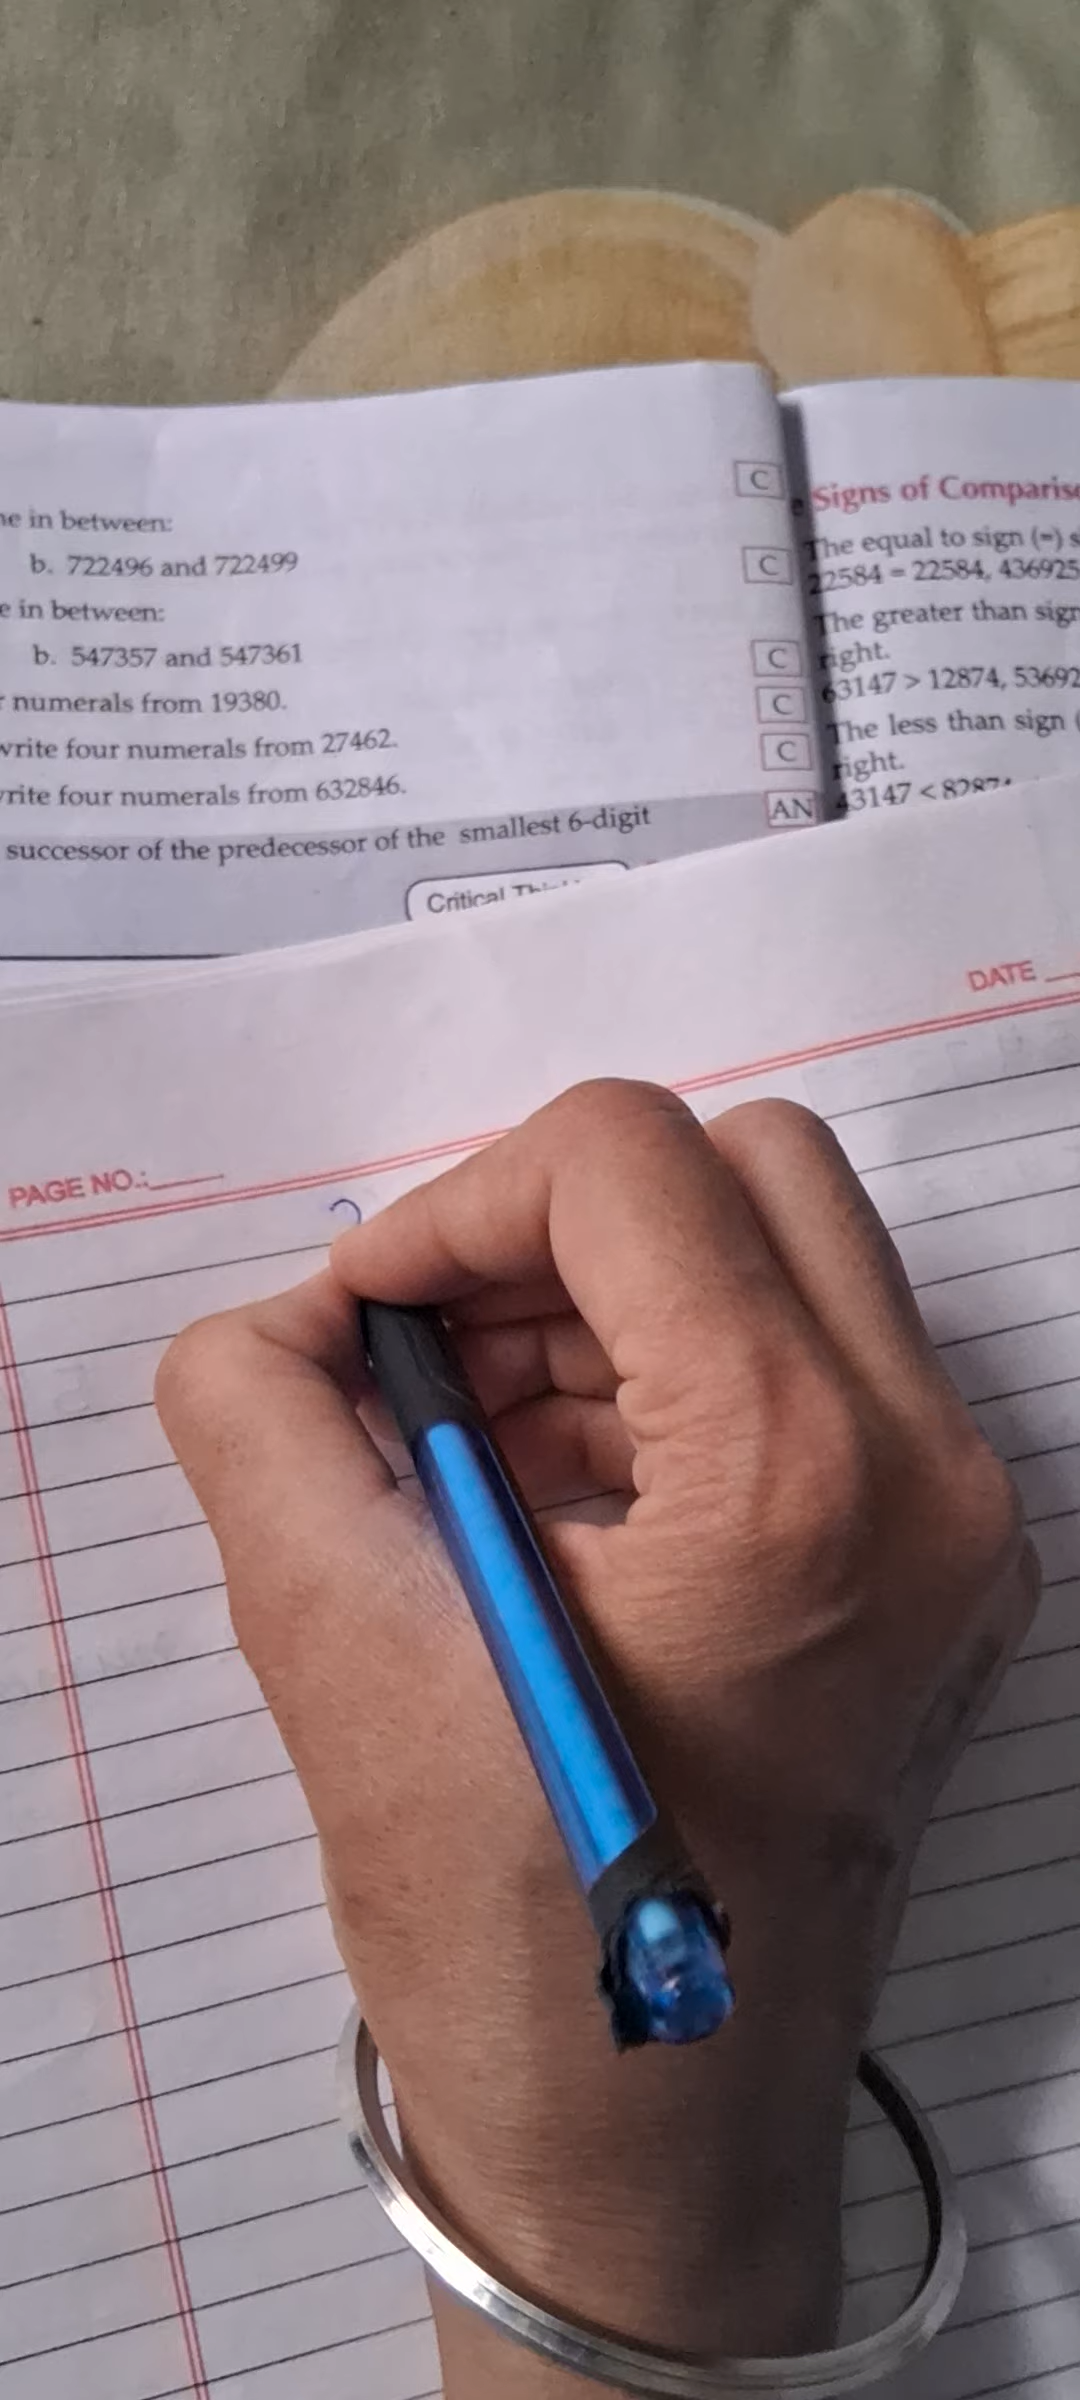 in between:
b. 722496 and 722499
in between:
b. 547357 and 547361
numerals from 19380.
write four numerals from 27462.
write four numerals from 632846.
successor of the predecessor of the smallest 6-digit
Critical
C
C
C
C
C
AN
Signs of Comparis
The equal to sign (=) s
22584 = 22584, 436925
The greater than sign
right.
63147 > 12874, 53692
The less than sign (
right.
43147 < 8287
DATE
PAGE NO.: